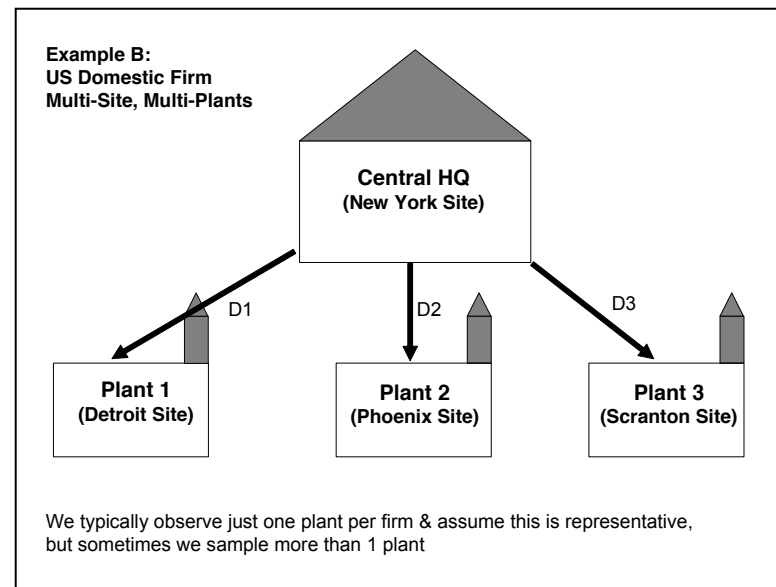 Example B:
US Domestic Firm
Multi-Site, Multi-Plants
Central HQ
(New York Site)
D1
D2
D3
Plant 1
(Detroit Site)
Plant 2
(Phoenix Site)
Plant 3
(Scranton Site)
We typically observe just one plant per firm & assume this is representative,
but sometimes we sample more than 1 plant